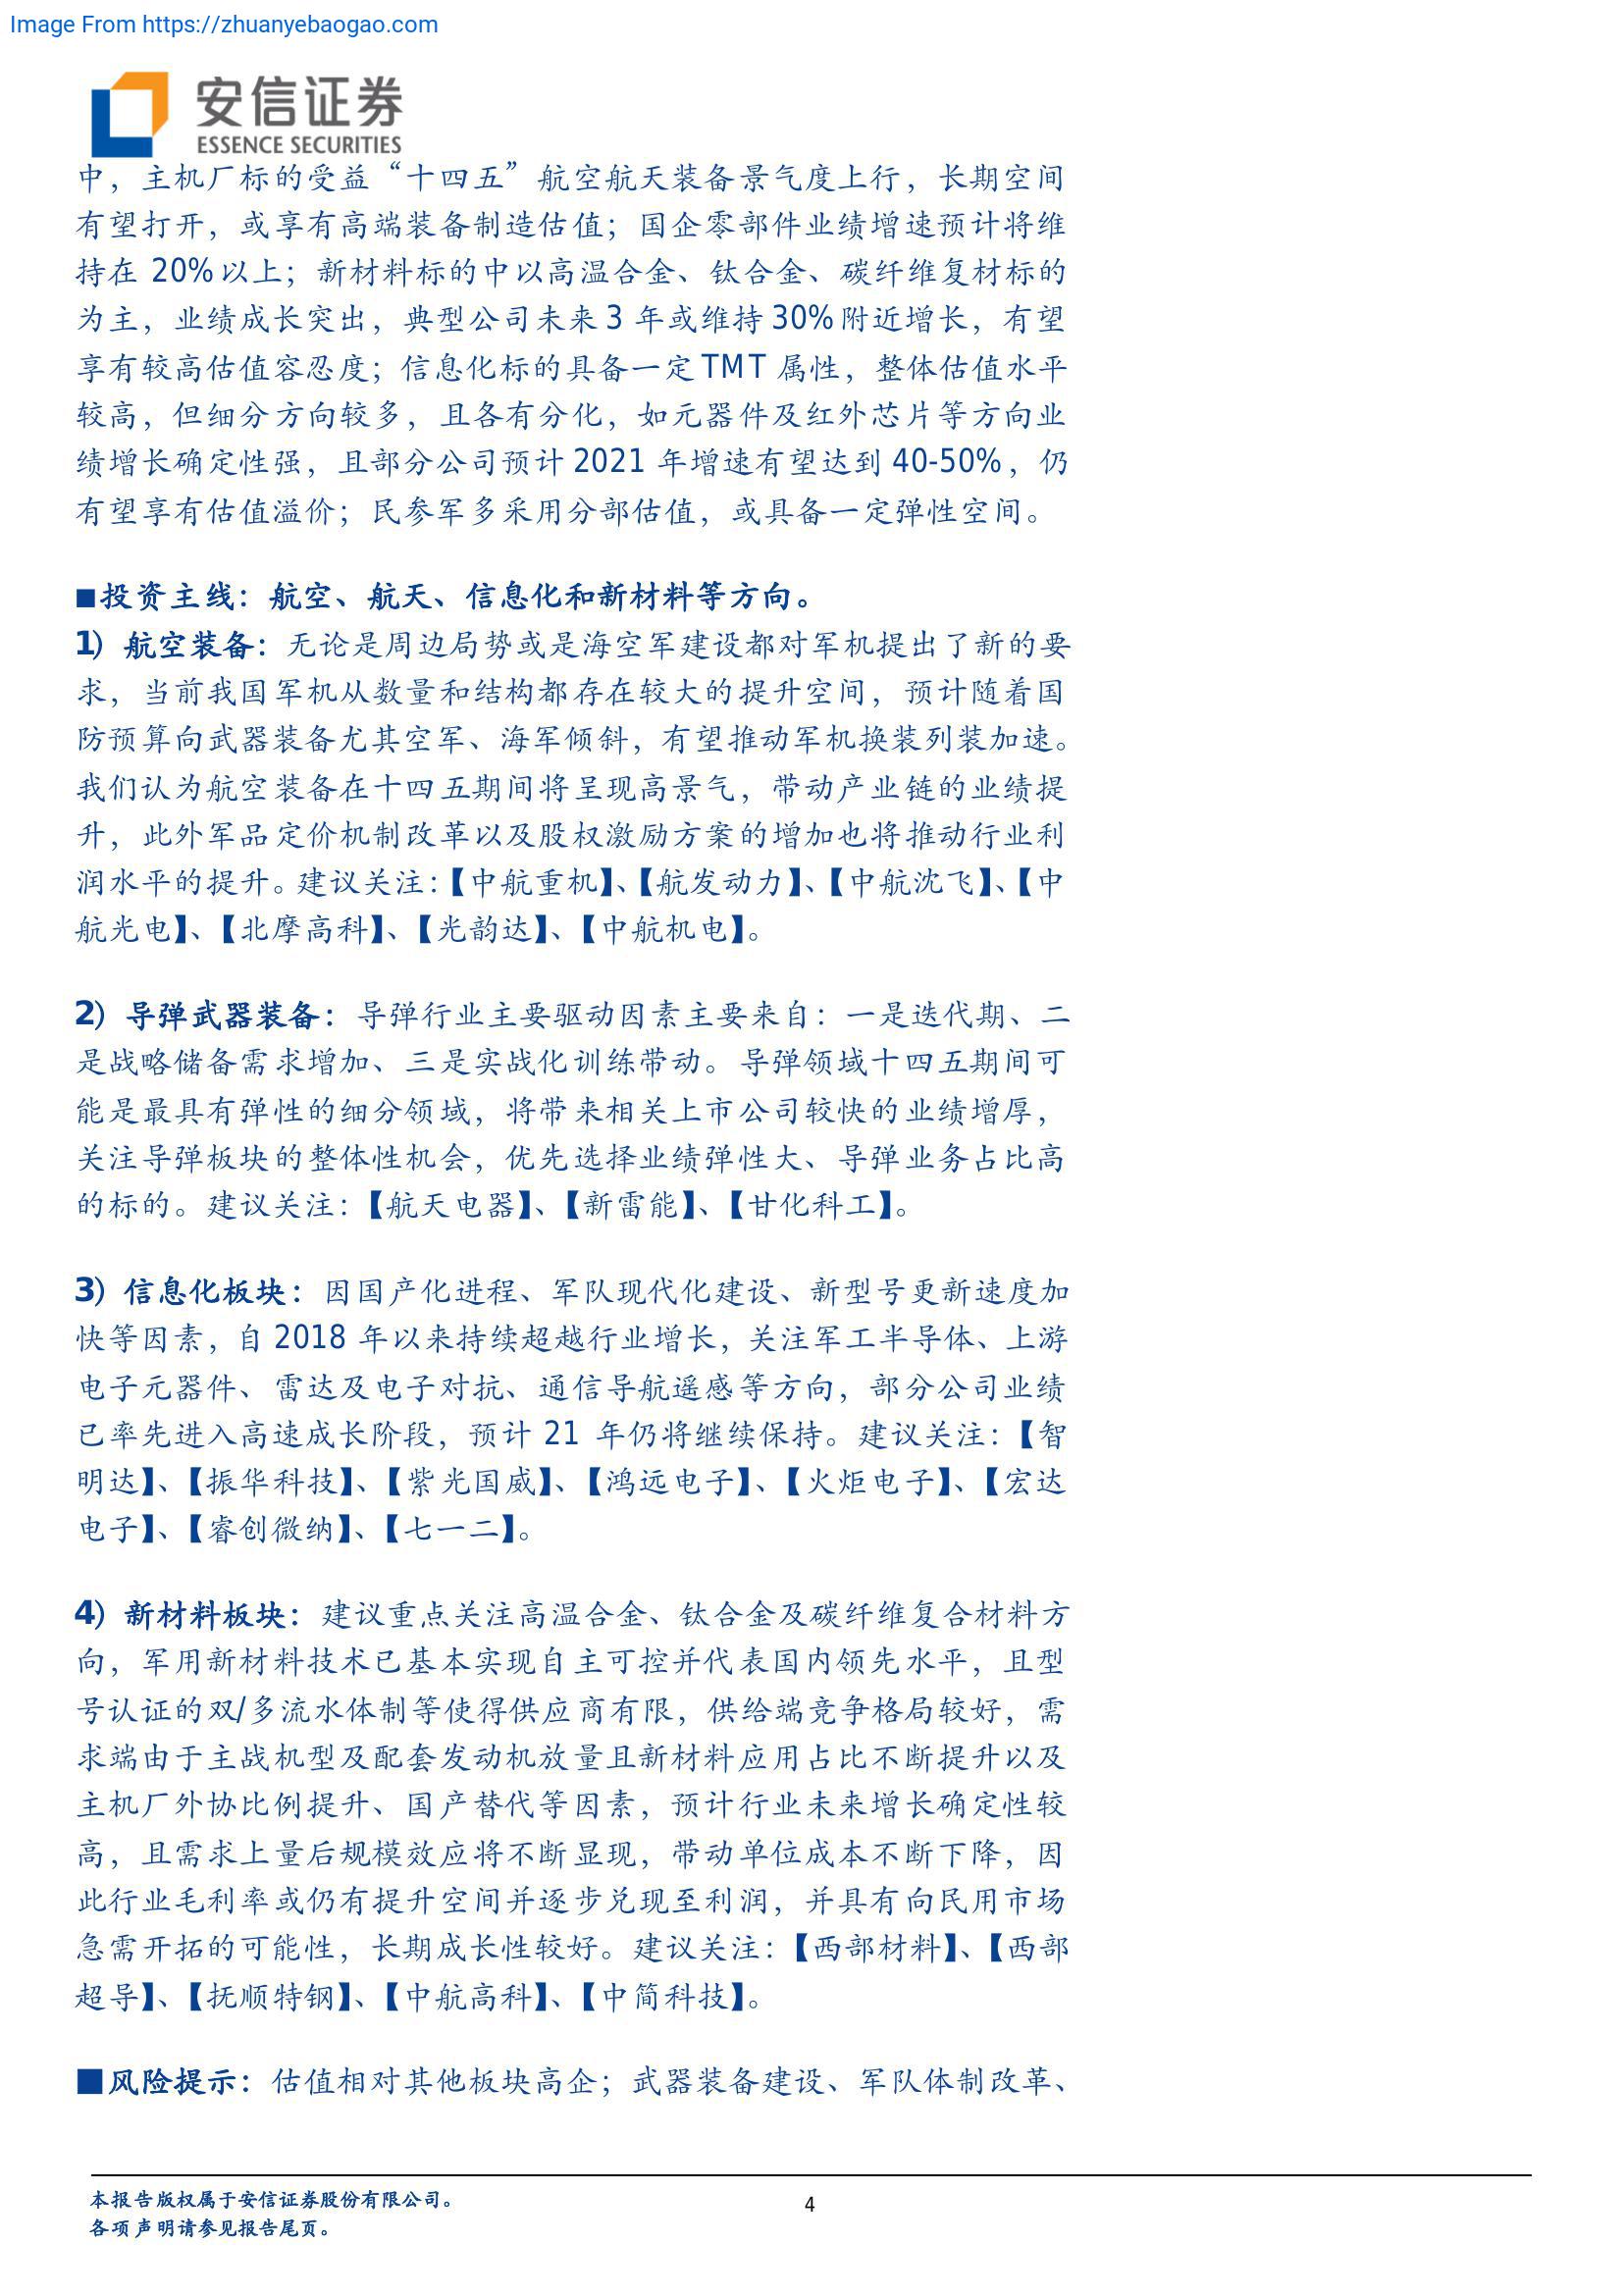 Image From https://zhuanyebaogao.com
安信证券
ESSENCE SECURITIES
中，主机厂标的受益“十四五”航空航天装备景气度上行，长期空间
有望打开，或享有高端装备制造估值；国企零部件业绩增速预计将维
持在 20%以上；新材料标的中以高温合金、钛合金、碳纤维复材标的
为主，业绩成长突出，典型公司未来 3 年或维持 30%附近增长，有望
享有较高估值容忍度；信息化标的具备一定 TMT 属性，整体估值水平
较高，但细分方向较多，且各有分化，如元器件及红外芯片等方向业
绩增长确定性强，且部分公司预计 2021 年增速有望达到 40-50%，仍
有望享有估值溢价；民参军多采用分部估值，或具备一定弹性空间。
■投资主线：航空、航天、信息化和新材料等方向。
1）航空装备：无论是周边局势或是海空军建设都对军机提出了新的要
求，当前我国军机从数量和结构都存在较大的提升空间，预计随着国
防预算向武器装备尤其空军、海军倾斜，有望推动军机换装列装加速。
我们认为航空装备在十四五期间将呈现高景气，带动产业链的业绩提
升，此外军品定价机制改革以及股权激励方案的增加也将推动行业利
润水平的提升。建议关注：【中航重机】、【航发动力】、【中航沈飞】、【中
航光电】、【北摩高科】、【光韵达】、【中航机电】。
2）导弹武器装备：导弹行业主要驱动因素主要来自：一是迭代期、二
是战略储备需求增加、三是实战化训练带动。导弹领域十四五期间可
能是最具有弹性的细分领域，将带来相关上市公司较快的业绩增厚，
关注导弹板块的整体性机会，优先选择业绩弹性大、导弹业务占比高
的标的。建议关注：【航天电器】、【新雷能】、【甘化科工】。
3）信息化板块：因国产化进程、军队现代化建设、新型号更新速度加
快等因素，自 2018 年以来持续超越行业增长，关注军工半导体、上游
电子元器件、雷达及电子对抗、通信导航遥感等方向，部分公司业绩
已率先进入高速成长阶段，预计 21 年仍将继续保持。建议关注：【智
明达】、【振华科技】、【紫光国威】、【鸿远电子】、【火炬电子】、【宏达
电子】、【睿创微纳】、【七一二】。
4）新材料板块：建议重点关注高温合金、钛合金及碳纤维复合材料方
向，军用新材料技术已基本实现自主可控并代表国内领先水平，且型
号认证的双/多流水体制等使得供应商有限，供给端竞争格局较好，需
求端由于主战机型及配套发动机放量且新材料应用占比不断提升以及
主机厂外协比例提升、国产替代等因素，预计行业未来增长确定性较
高，且需求上量后规模效应将不断显现，带动单位成本不断下降，因
此行业毛利率或仍有提升空间并逐步兑现至利润，并具有向民用市场
急需开拓的可能性，长期成长性较好。建议关注：【西部材料】、【西部
超导】、【抚顺特钢】、【中航高科】、【中简科技】。
■风险提示：估值相对其他板块高企；武器装备建设、军队体制改革、
本报告版权属于安信证券股份有限公司。
4
各项声明请参见报告尾页。